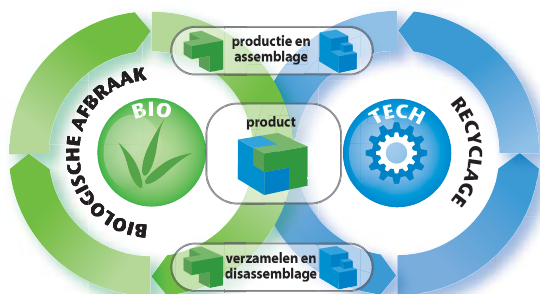 productie en
assemblage
BIOLOGISCHE AFBRAAK
BIO
product
TECH
RECYCLAGE
verzamelen en
disassemblage